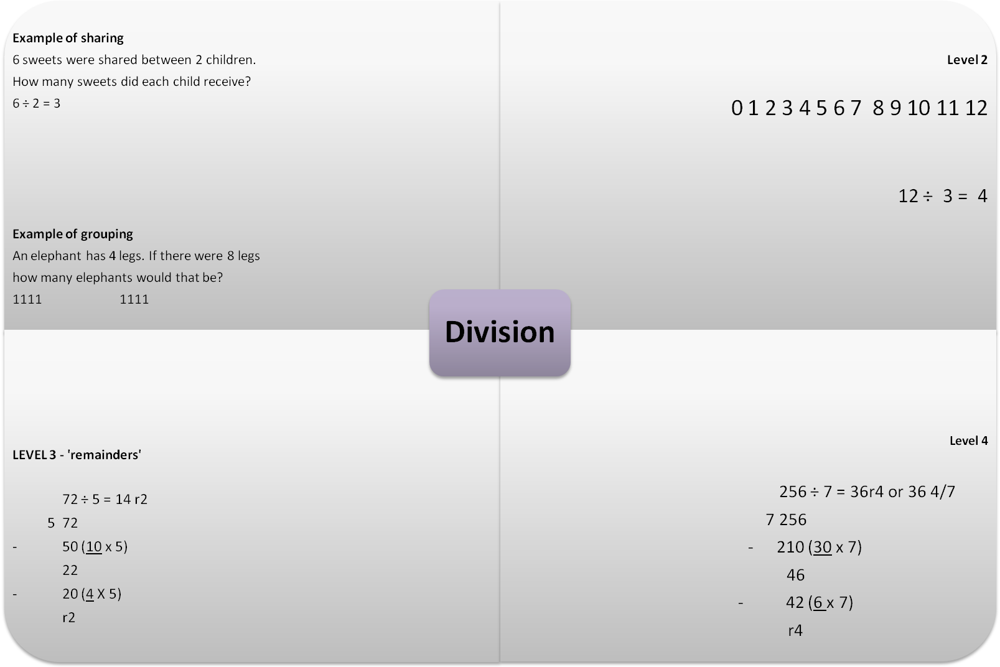 Example of sharing
6 sweets were shared between 2 children.
How many sweets did each child receive?
6 ÷ 2 = 3
Example of grouping
An elephant has 4 legs. If there were 8 legs
how many elephants would that be?
1111 1111
Level 2
0 1 2 3 4 5 6 7 8 9 10 11 12
12 ÷ 3 = 4
Division
LEVEL 3 - 'remainders'
72 ÷ 5 = 14 r2
5 72
- 50 (10 x 5)
22
- 20 (4 X 5)
r2
Level 4
256 ÷ 7 = 36r4 or 36 4/7
7 256
- 210 (30 x 7)
46
- 42 (6 x 7)
r4